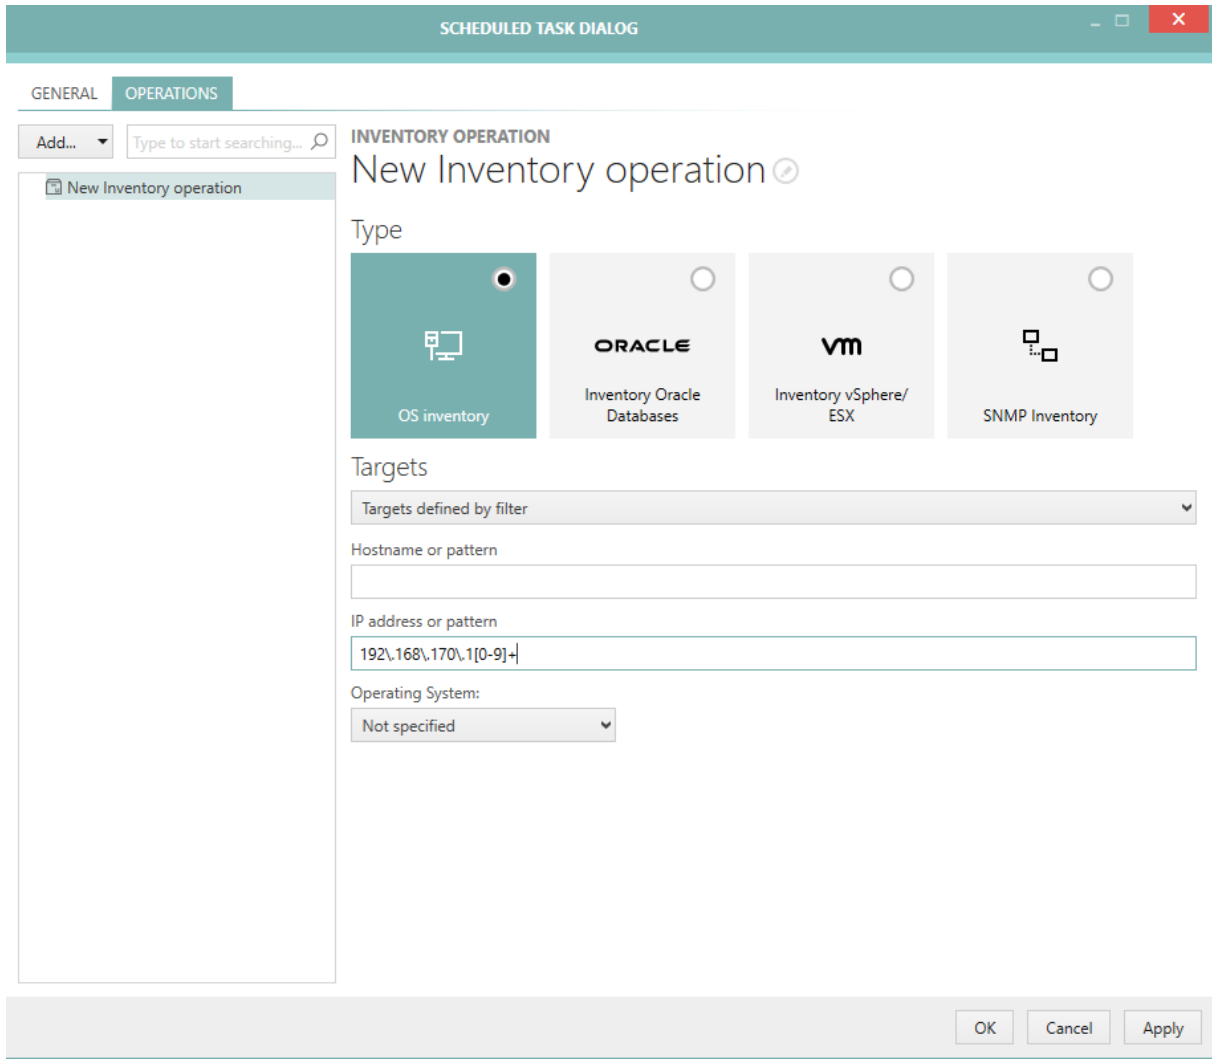 SCHEDULED TASK DIALOG
GENERAL
OPERATIONS
Add...
Type to start searching...
New Inventory operation
INVENTORY OPERATION
New Inventory operation
Type
OS inventory
ORACLE
Inventory Oracle
Databases
vm
Inventory vSphere/
ESX
SNMP Inventory
Targets
Targets defined by filter
Hostname or pattern
IP address or pattern
192\.168\.170\.1[0-9]+
Operating System:
Not specified
OK
Cancel
Apply